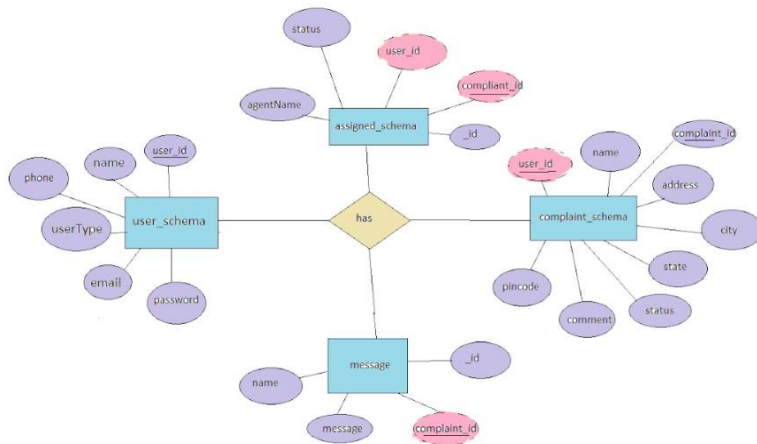 status
user_id
compliant_id
agentName
assigned_schema
_id
user_id
name
complaint_id
name
user_id
phone
address
user_schema
has
complaint_schema
userType
city
email
password
pincode
state
comment
status
message
_id
name
message
complaint_id